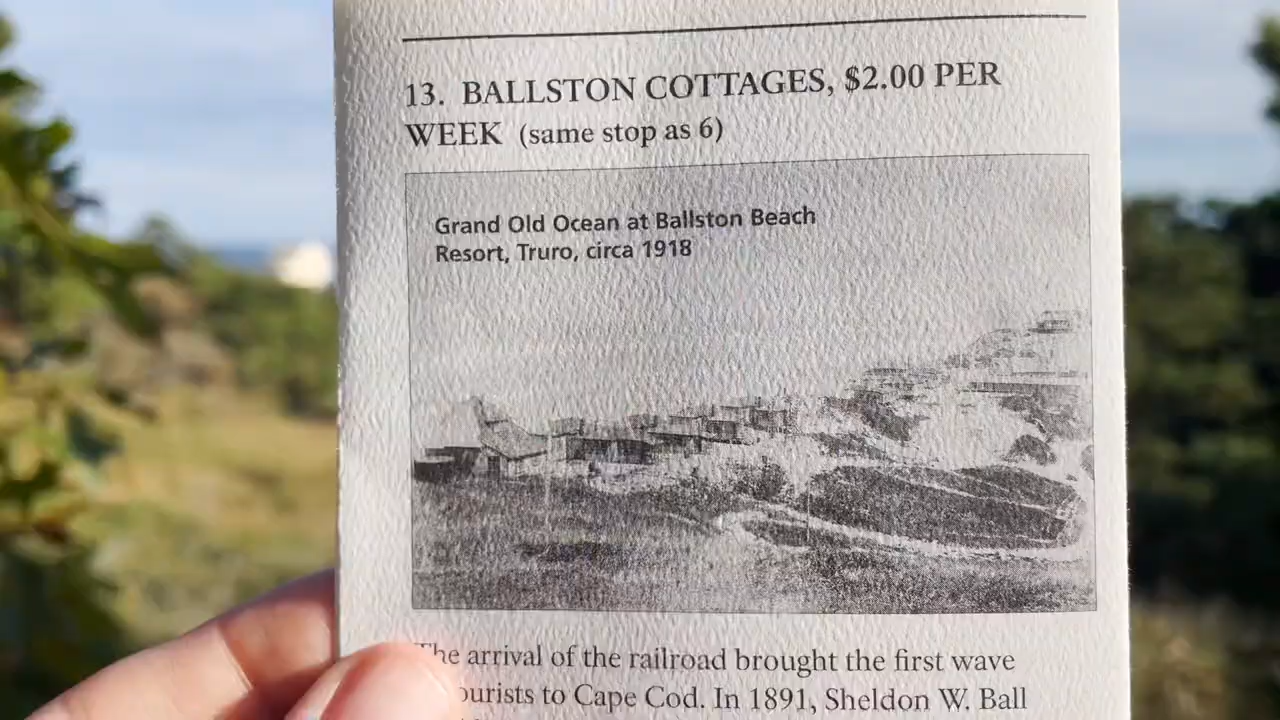 13. BALLSTON COTTAGES, $2.00 PER
WEEK (same stop as 6)
Grand Old Ocean at Ballston Beach
Resort, Truro, circa 1918
The arrival of the railroad brought the first wave
ourists to Cape Cod. In 1891, Sheldon W. Ball